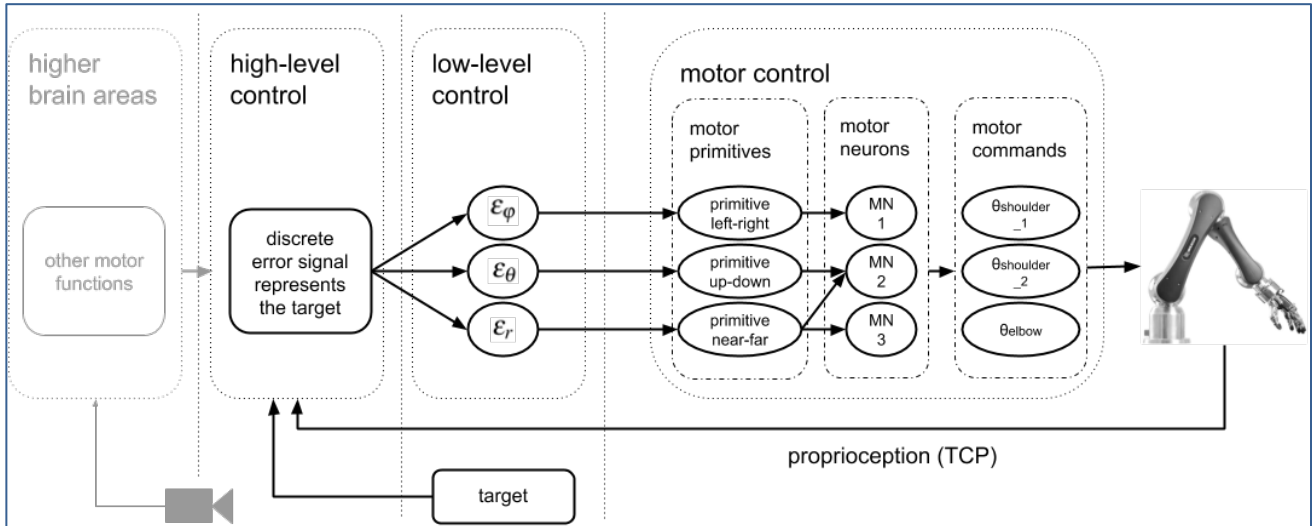 higher
brain areas
other motor
functions
high-level
control
discrete
error signal
represents
the target
low-level
control
εφ
εθ
εr
motor control
motor
primitives
primitive
left-right
primitive
up-down
primitive
near-far
motor
neurons
MN
1
MN
2
MN
3
motor
commands
θshoulder
_1
θshoulder
_2
θelbow
proprioception (TCP)
target